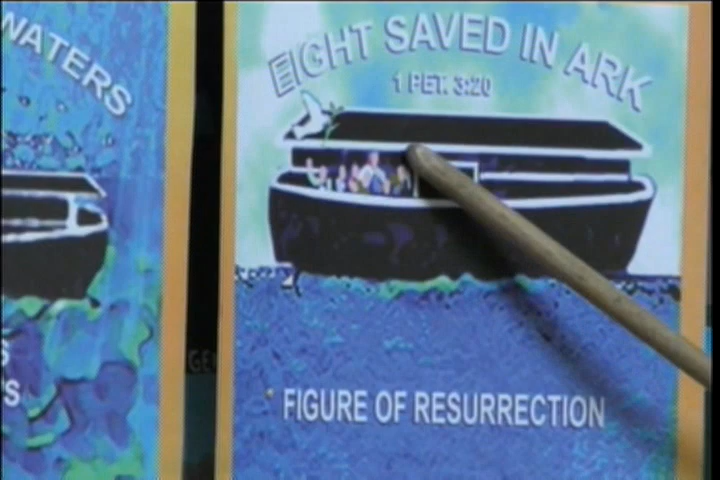 WATERS
EIGHT SAVED IN ARK
1 PET. 3:20
FIGURE OF RESURRECTION